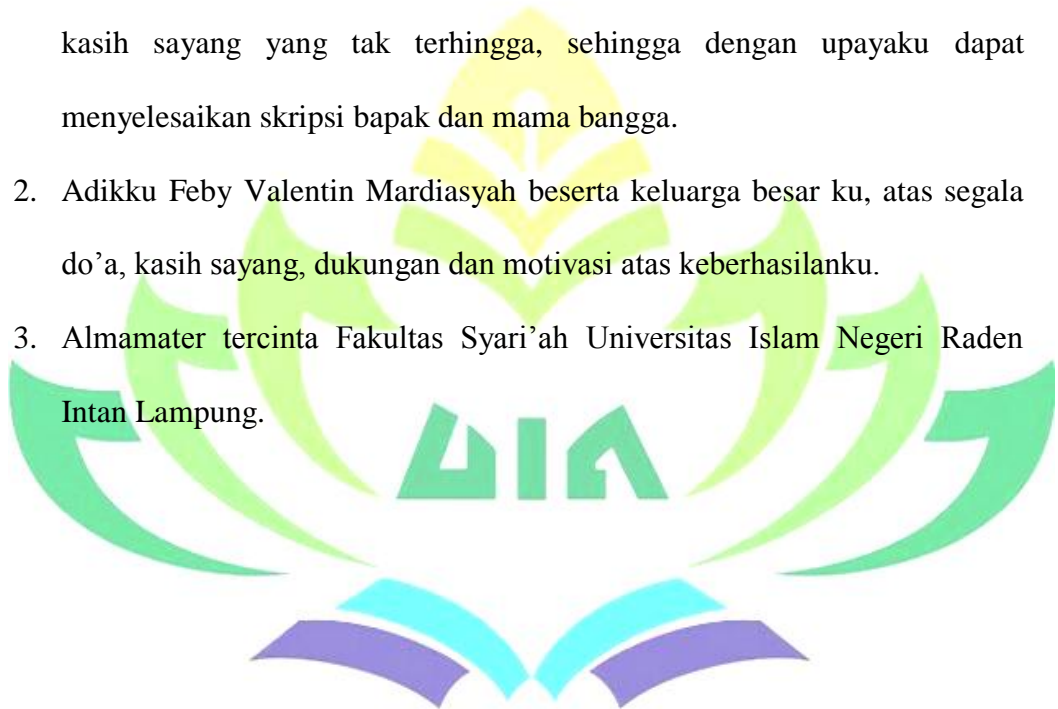 kasih sayang yang tak terhingga, sehingga dengan upayaku dapat
menyelesaikan skripsi bapak dan mama bangga.
2. Adikku Feby Valentin Mardiasyah beserta keluarga besar ku, atas segala
do’a, kasih sayang, dukungan dan motivasi atas keberhasilanku.
3. Almamater tercinta Fakultas Syari’ah Universitas Islam Negeri Raden
Intan Lampung.
UIN